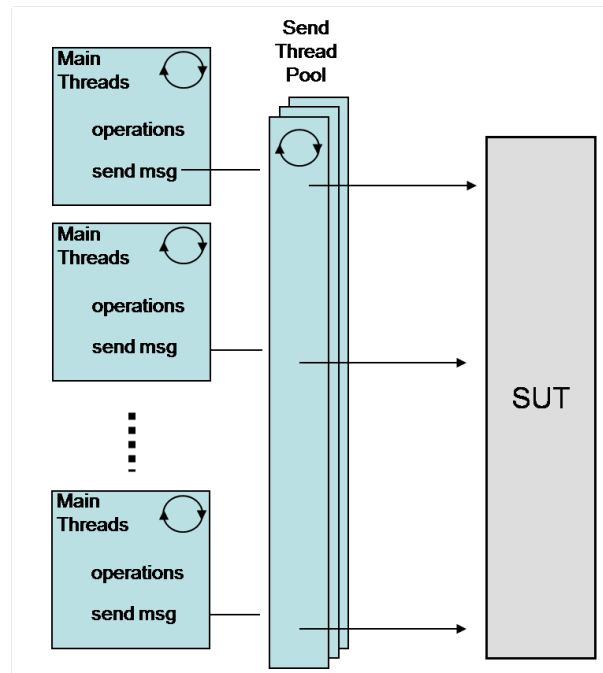 Send
Thread
Pool
Main
Threads
operations
send msg
Main
Threads
operations
send msg
Main
Threads
operations
send msg
SUT